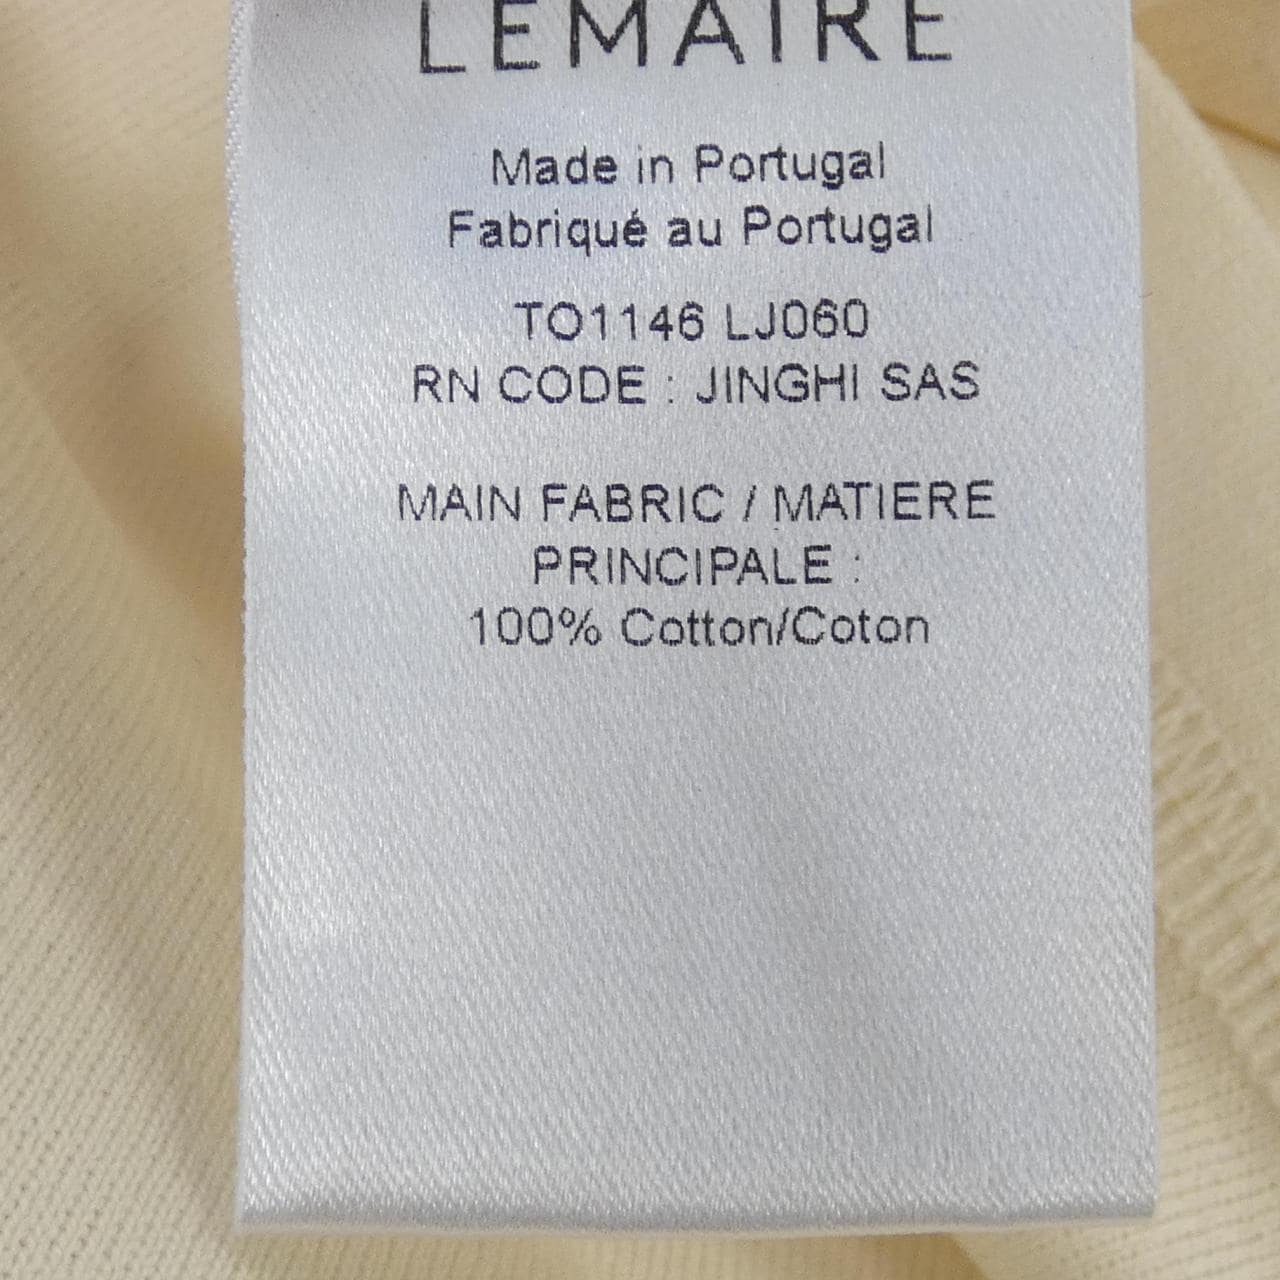 LEMAIRE
Made in Portugal
Fabriqué au Portugal
TO1146 LJ060
RN CODE : JINGHI SAS
MAIN FABRIC / MATIERE
PRINCIPALE :
100% Cotton/Coton